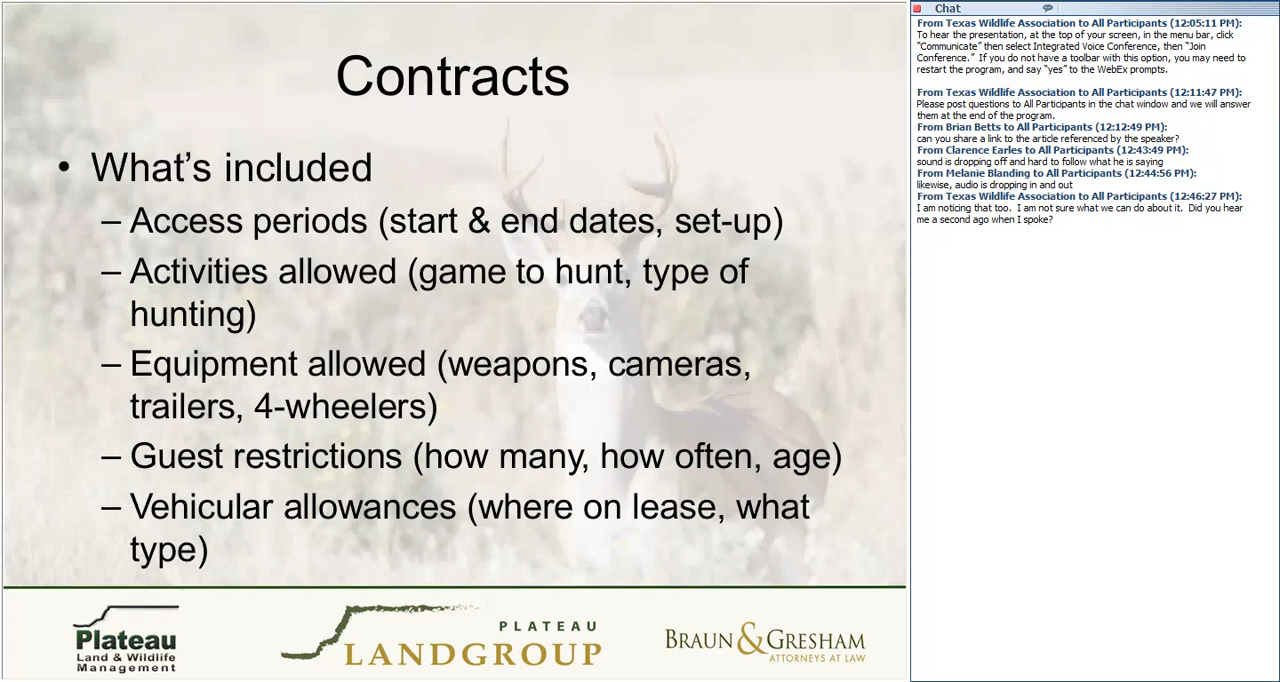 Contracts
• What's included
– Access periods (start & end dates, set-up)
– Activities allowed (game to hunt, type of
hunting)
– Equipment allowed (weapons, cameras,
trailers, 4-wheelers)
– Guest restrictions (how many, how often, age)
– Vehicular allowances (where on lease, what
type)
Plateau
Land & Wildlife
Management
PLATEAU
LANDGROUP
BRAUN & GRESHAM
ATTORNEYS AT LAW
Chat
From Texas Wildlife Association to All Participants (12:05:11 PM):
To hear the presentation, at the top of your screen, in the menu bar, click
"Communicate" then select Integrated Voice Conference, then "Join
Conference." If you do not have a toolbar with this option, you may need to
restart the program, and say "yes" to the WebEx prompts.
From Texas Wildlife Association to All Participants (12:11:47 PM):
Please post questions to All Participants in the chat window and we will answer
them at the end of the program.
From Brian Betts to All Participants (12:12:49 PM):
can you share a link to the article referenced by the speaker?
From Clarence Earles to All Participants (12:43:49 PM):
sound is dropping off and hard to follow what he is saying
From Melanie Blanding to All Participants (12:44:56 PM):
likewise, audio is dropping in and out
From Texas Wildlife Association to All Participants (12:46:27 PM):
I am noticing that too. I am not sure what we can do about it. Did you hear
me a second ago when I spoke?